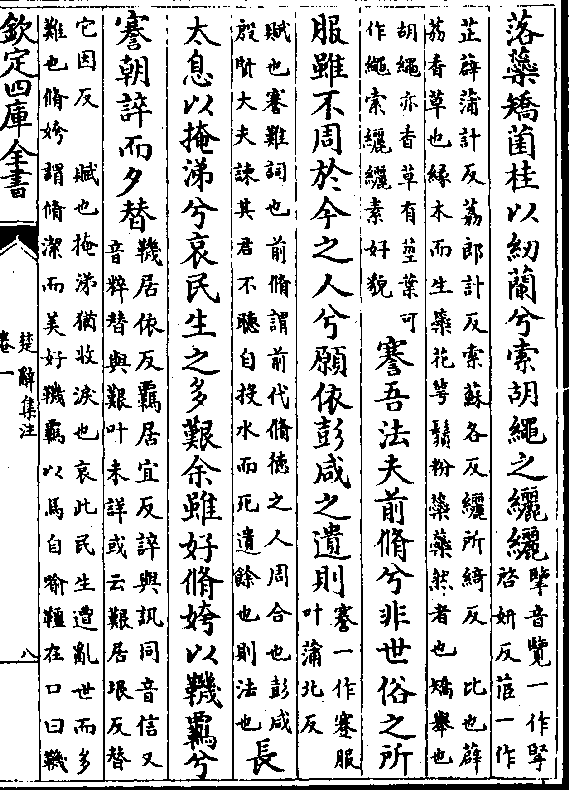 落蘂矯菌桂以紉蘭兮索胡繩之纚纚
擥音覽一作掔
啓妍反茝一作
芷薜蒲計反荔郎計反索蘇各反纚所綺反 比也薜
荔香草也縁木而生蘂花蕚鬚粉蘂蘂然者也矯舉也
胡繩亦香草有莖葉可
作繩索纚纚索好貌
謇吾法夫前脩兮非世俗之所
服雖不周於今之人兮願依彭咸之遺則
謇一作蹇服
叶蒲北反
賦也謇難詞也前脩謂前代脩德之人周合也彭咸
殷賢大夫諫其君不聽自投水而死遺餘也則法也
長
太息以掩涕兮哀民生之多艱余雖好脩姱以鞿羈兮
謇朝誶而夕替
鞿居依反羈居宜反誶與訊同音信又
音粹替與艱叶未詳或云艱居垠反替
它因反 賦也掩涕猶收淚也哀此民生遭亂世而多
難也脩姱謂脩潔而美好鞿羈以馬自喻韁在口曰鞿
欽定四庫全書
楚辭集注
卷一
八